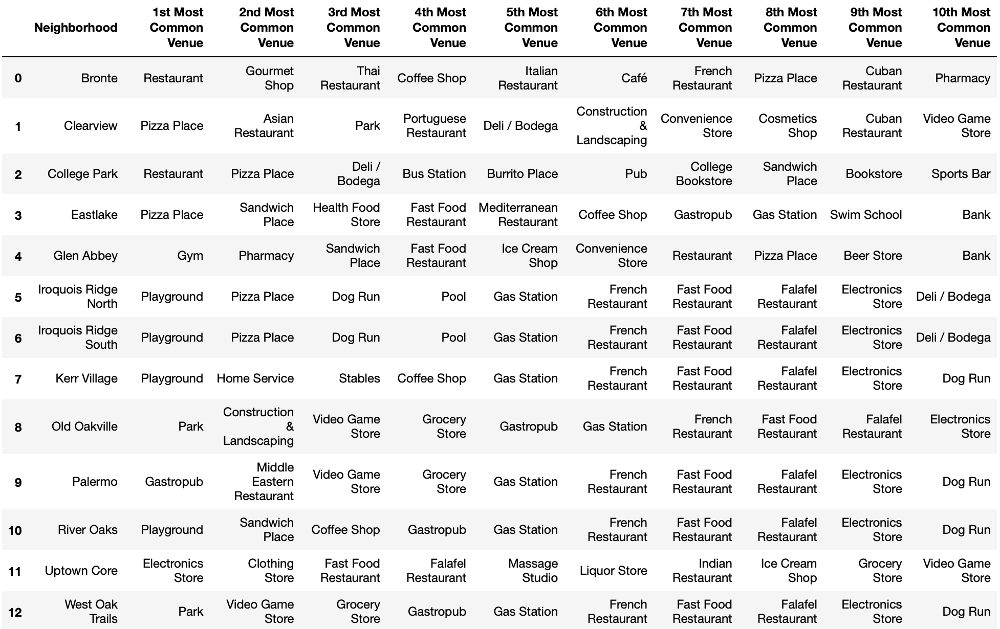 Neighborhood 1st Most Common Venue 2nd Most Common Venue 3rd Most Common Venue 4th Most Common Venue 5th Most Common Venue 6th Most Common Venue 7th Most Common Venue 8th Most Common Venue 9th Most Common Venue 10th Most Common Venue
0 Bronte Restaurant Gourmet Shop Thai Restaurant Coffee Shop Italian Restaurant Café French Restaurant Pizza Place Cuban Restaurant Pharmacy
1 Clearview Pizza Place Asian Restaurant Park Portuguese Restaurant Deli / Bodega Construction & Landscaping Convenience Store Cosmetics Shop Cuban Restaurant Video Game Store
2 College Park Restaurant Pizza Place Deli / Bodega Bus Station Burrito Place Pub College Bookstore Sandwich Place Bookstore Sports Bar
3 Eastlake Pizza Place Sandwich Place Health Food Store Fast Food Restaurant Mediterranean Restaurant Coffee Shop Gastropub Gas Station Swim School Bank
4 Glen Abbey Gym Pharmacy Sandwich Place Fast Food Restaurant Ice Cream Shop Convenience Store Restaurant Pizza Place Beer Store Bank
5 Iroquois Ridge North Playground Pizza Place Dog Run Pool Gas Station French Restaurant Fast Food Restaurant Falafel Restaurant Electronics Store Deli / Bodega
6 Iroquois Ridge South Playground Pizza Place Dog Run Pool Gas Station French Restaurant Fast Food Restaurant Falafel Restaurant Electronics Store Deli / Bodega
7 Kerr Village Playground Home Service Stables Coffee Shop Gas Station French Restaurant Fast Food Restaurant Falafel Restaurant Electronics Store Dog Run
8 Old Oakville Park Construction & Landscaping Video Game Store Grocery Store Gastropub Gas Station French Restaurant Fast Food Restaurant Falafel Restaurant Electronics Store
9 Palermo Gastropub Middle Eastern Restaurant Video Game Store Grocery Store Gas Station French Restaurant Fast Food Restaurant Falafel Restaurant Electronics Store Dog Run
10 River Oaks Playground Sandwich Place Coffee Shop Gastropub Gas Station French Restaurant Fast Food Restaurant Falafel Restaurant Electronics Store Dog Run
11 Uptown Core Electronics Store Clothing Store Fast Food Restaurant Falafel Restaurant Massage Studio Liquor Store Indian Restaurant Ice Cream Shop Grocery Store Video Game Store
12 West Oak Trails Park Video Game Store Grocery Store Gastropub Gas Station French Restaurant Fast Food Restaurant Falafel Restaurant Electronics Store Dog Run